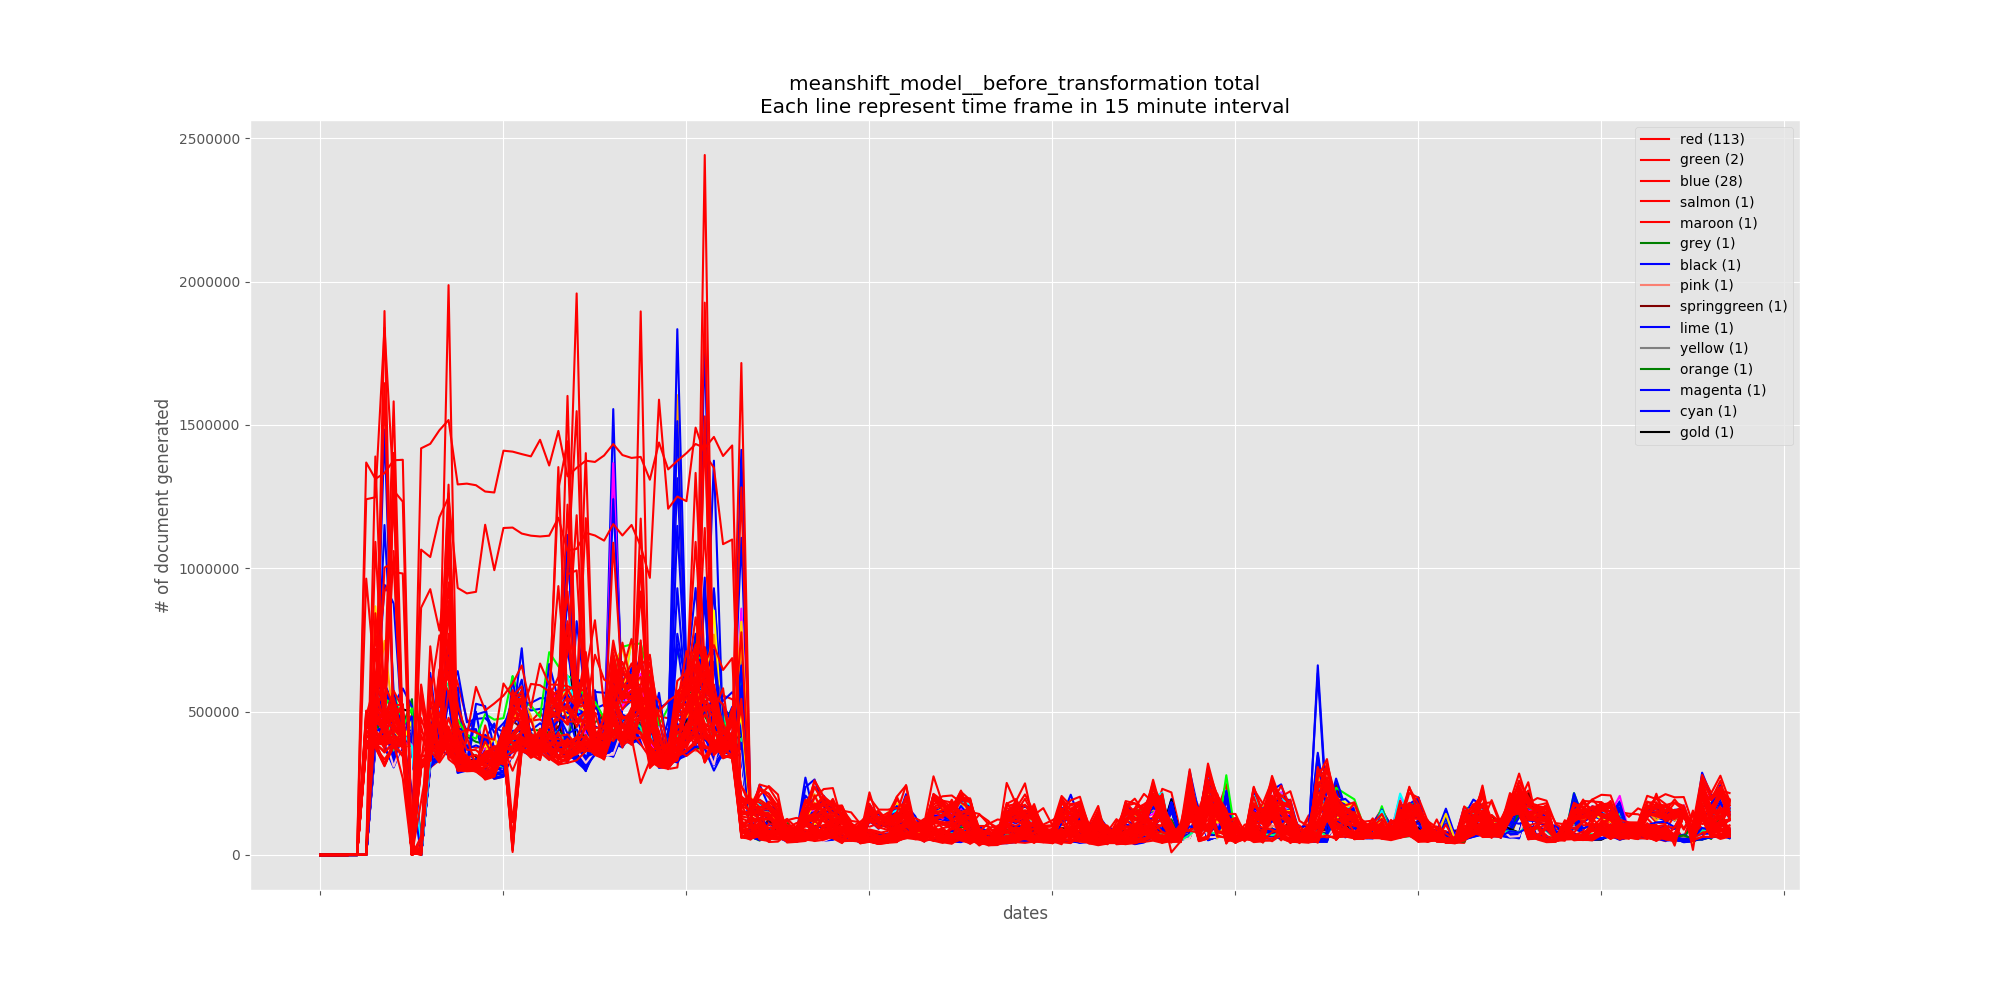 meanshift_model__before_transformation total
Each line represent time frame in 15 minute interval
2500000
2000000
1500000
1000000
500000
0
# of document generated
dates
red (113)
green (2)
blue (28)
salmon (1)
maroon (1)
grey (1)
black (1)
pink (1)
springgreen (1)
lime (1)
yellow (1)
orange (1)
magenta (1)
cyan (1)
gold (1)